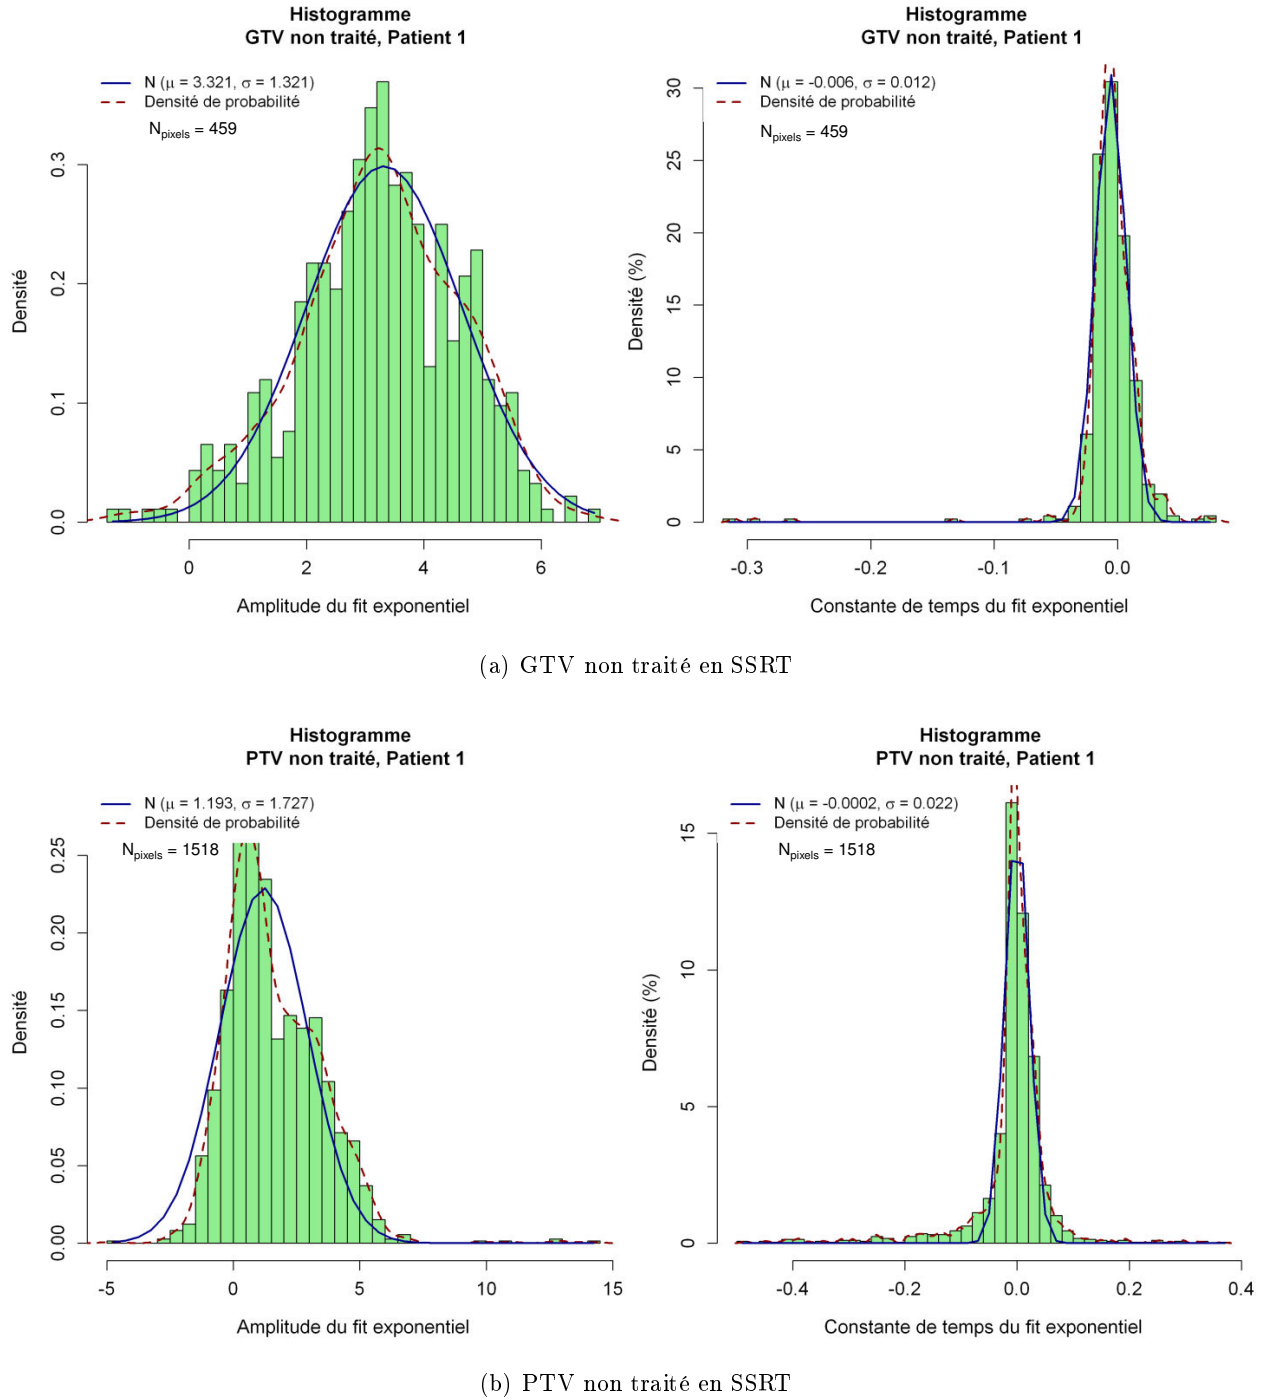 Histogramme
GTV non traité, Patient 1
N (μ = 3.321, σ = 1.321)
Densité de probabilité
Npixels = 459
Densité
0.0
0.1
0.2
0.3
0
2
4
6
Amplitude du fit exponentiel
Histogramme
GTV non traité, Patient 1
N (μ = -0.006, σ = 0.012)
Densité de probabilité
Npixels = 459
Densité (%)
0
5
10
15
20
25
30
-0.3
-0.2
-0.1
0.0
Constante de temps du fit exponentiel
(a) GTV non traité en SSRT
Histogramme
PTV non traité, Patient 1
N (μ = 1.193, σ = 1.727)
Densité de probabilité
Npixels = 1518
Densité
0.00
0.05
0.10
0.15
0.20
0.25
-5
0
5
10
15
Amplitude du fit exponentiel
Histogramme
PTV non traité, Patient 1
N (μ = -0.0002, σ = 0.022)
Densité de probabilité
Npixels = 1518
Densité (%)
0
5
10
15
-0.4
-0.2
0.0
0.2
0.4
Constante de temps du fit exponentiel
(b) PTV non traité en SSRT